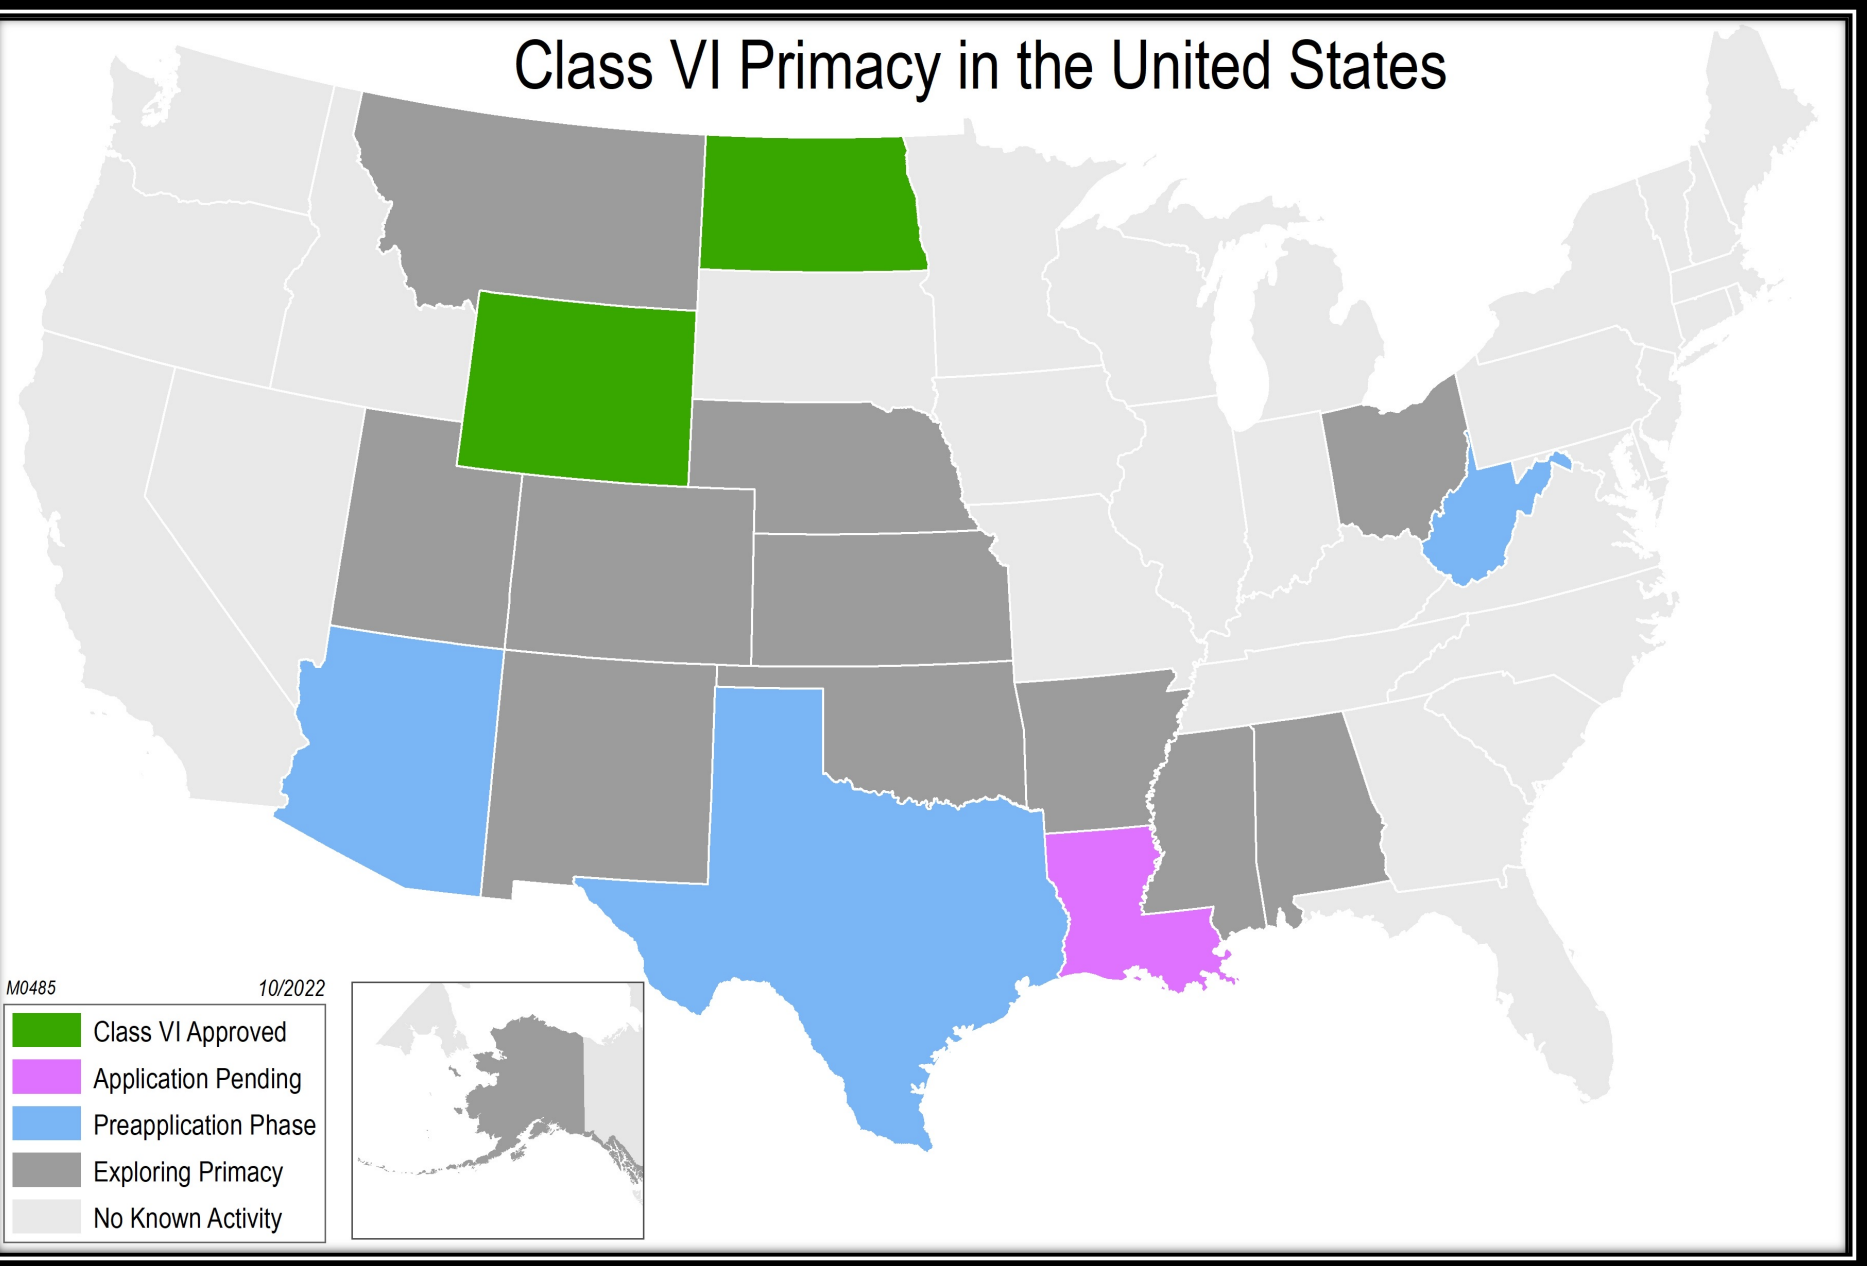 Class VI Primacy in the United States
M0485 10/2022
Class VI Approved
Application Pending
Preapplication Phase
Exploring Primacy
No Known Activity